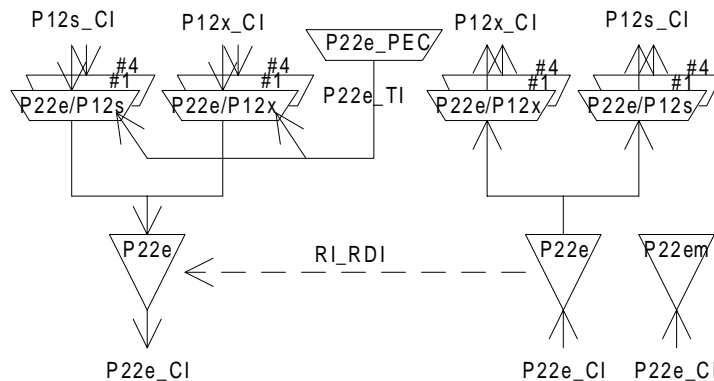 P12s_CI
P12x_CI
P12x_CI
P12s_CI
P22e_PEC
#4
#1
P22e/P12s
#4
#1
P22e/P12x
P22e_TI
#4
#1
P22e/P12x
#4
#1
P22e/P12s
P22e
RI_RDI
P22e
P22em
P22e_CI
P22e_CI
P22e_CI